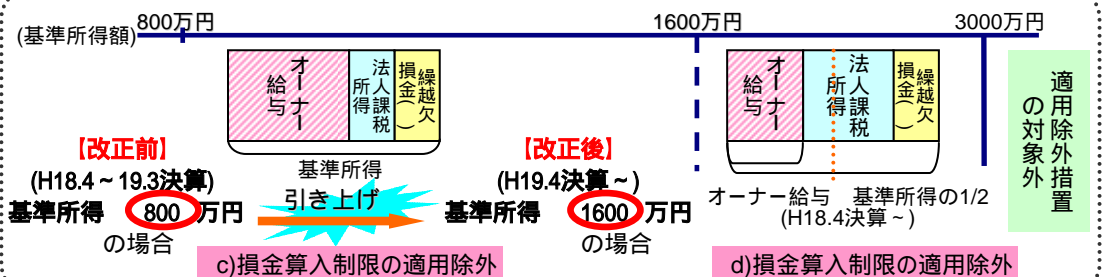 (基準所得額)
800万円
1600万円
3000万円
オーナー
給与
法人課税
所得
繰越欠
損金( )
基準所得
【改正前】
(H18.4~19.3決算)
基準所得 800 万円
の場合
引き上げ
【改正後】
(H19.4決算~)
基準所得 1600 万円
の場合
c)損金算入制限の適用除外
オーナー
給与
法人課税
所得
繰越欠
損金( )
オーナー給与 基準所得の1/2
(H18.4決算~)
d)損金算入制限の適用除外
適用除外措置
の対象外